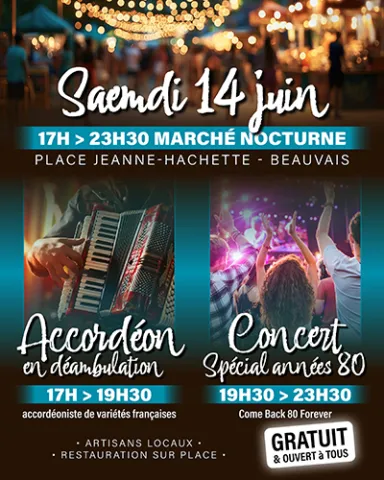 Saemdi 14 juin
17H > 23H30 MARCHÉ NOCTURNE
PLACE JEANNE-HACHETTE - BEAUVAIS
Accordéon
en déambulation
17H > 19H30
accordéoniste de variétés françaises
Concert
Spécial années 80
19H30 > 23H30
Come Back 80 Forever
• ARTISANS LOCAUX •
• RESTAURATION SUR PLACE •
GRATUIT
& OUVERT à TOUS